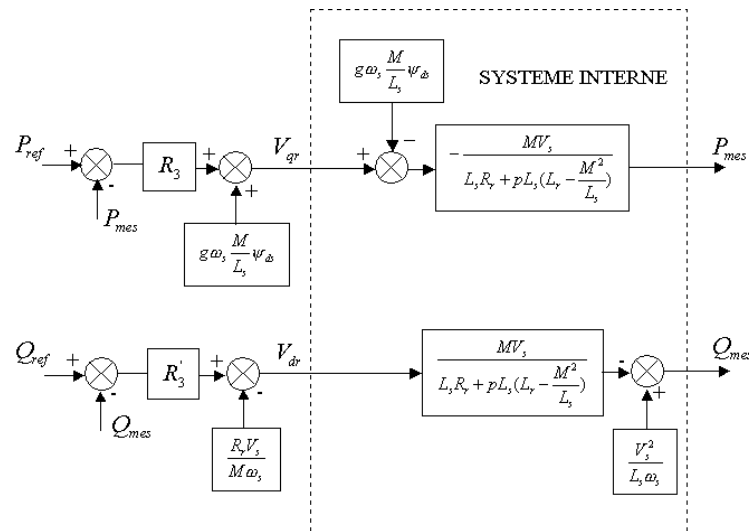 gω_s M/L_s ψ_ds
SYSTEME INTERNE
P_ref + - R_3 + + V_qr + - - MV_s / (L_s R_r + pL_s(L_r - M²/L_s)) P_mes
P_mes
gω_s M/L_s ψ_ds
Q_ref + - R'_3 + - V_dr MV_s / (L_s R_r + pL_s(L_r - M²/L_s)) - + Q_mes
Q_mes
R_r V_s / Mω_s
V_s² / L_s ω_s